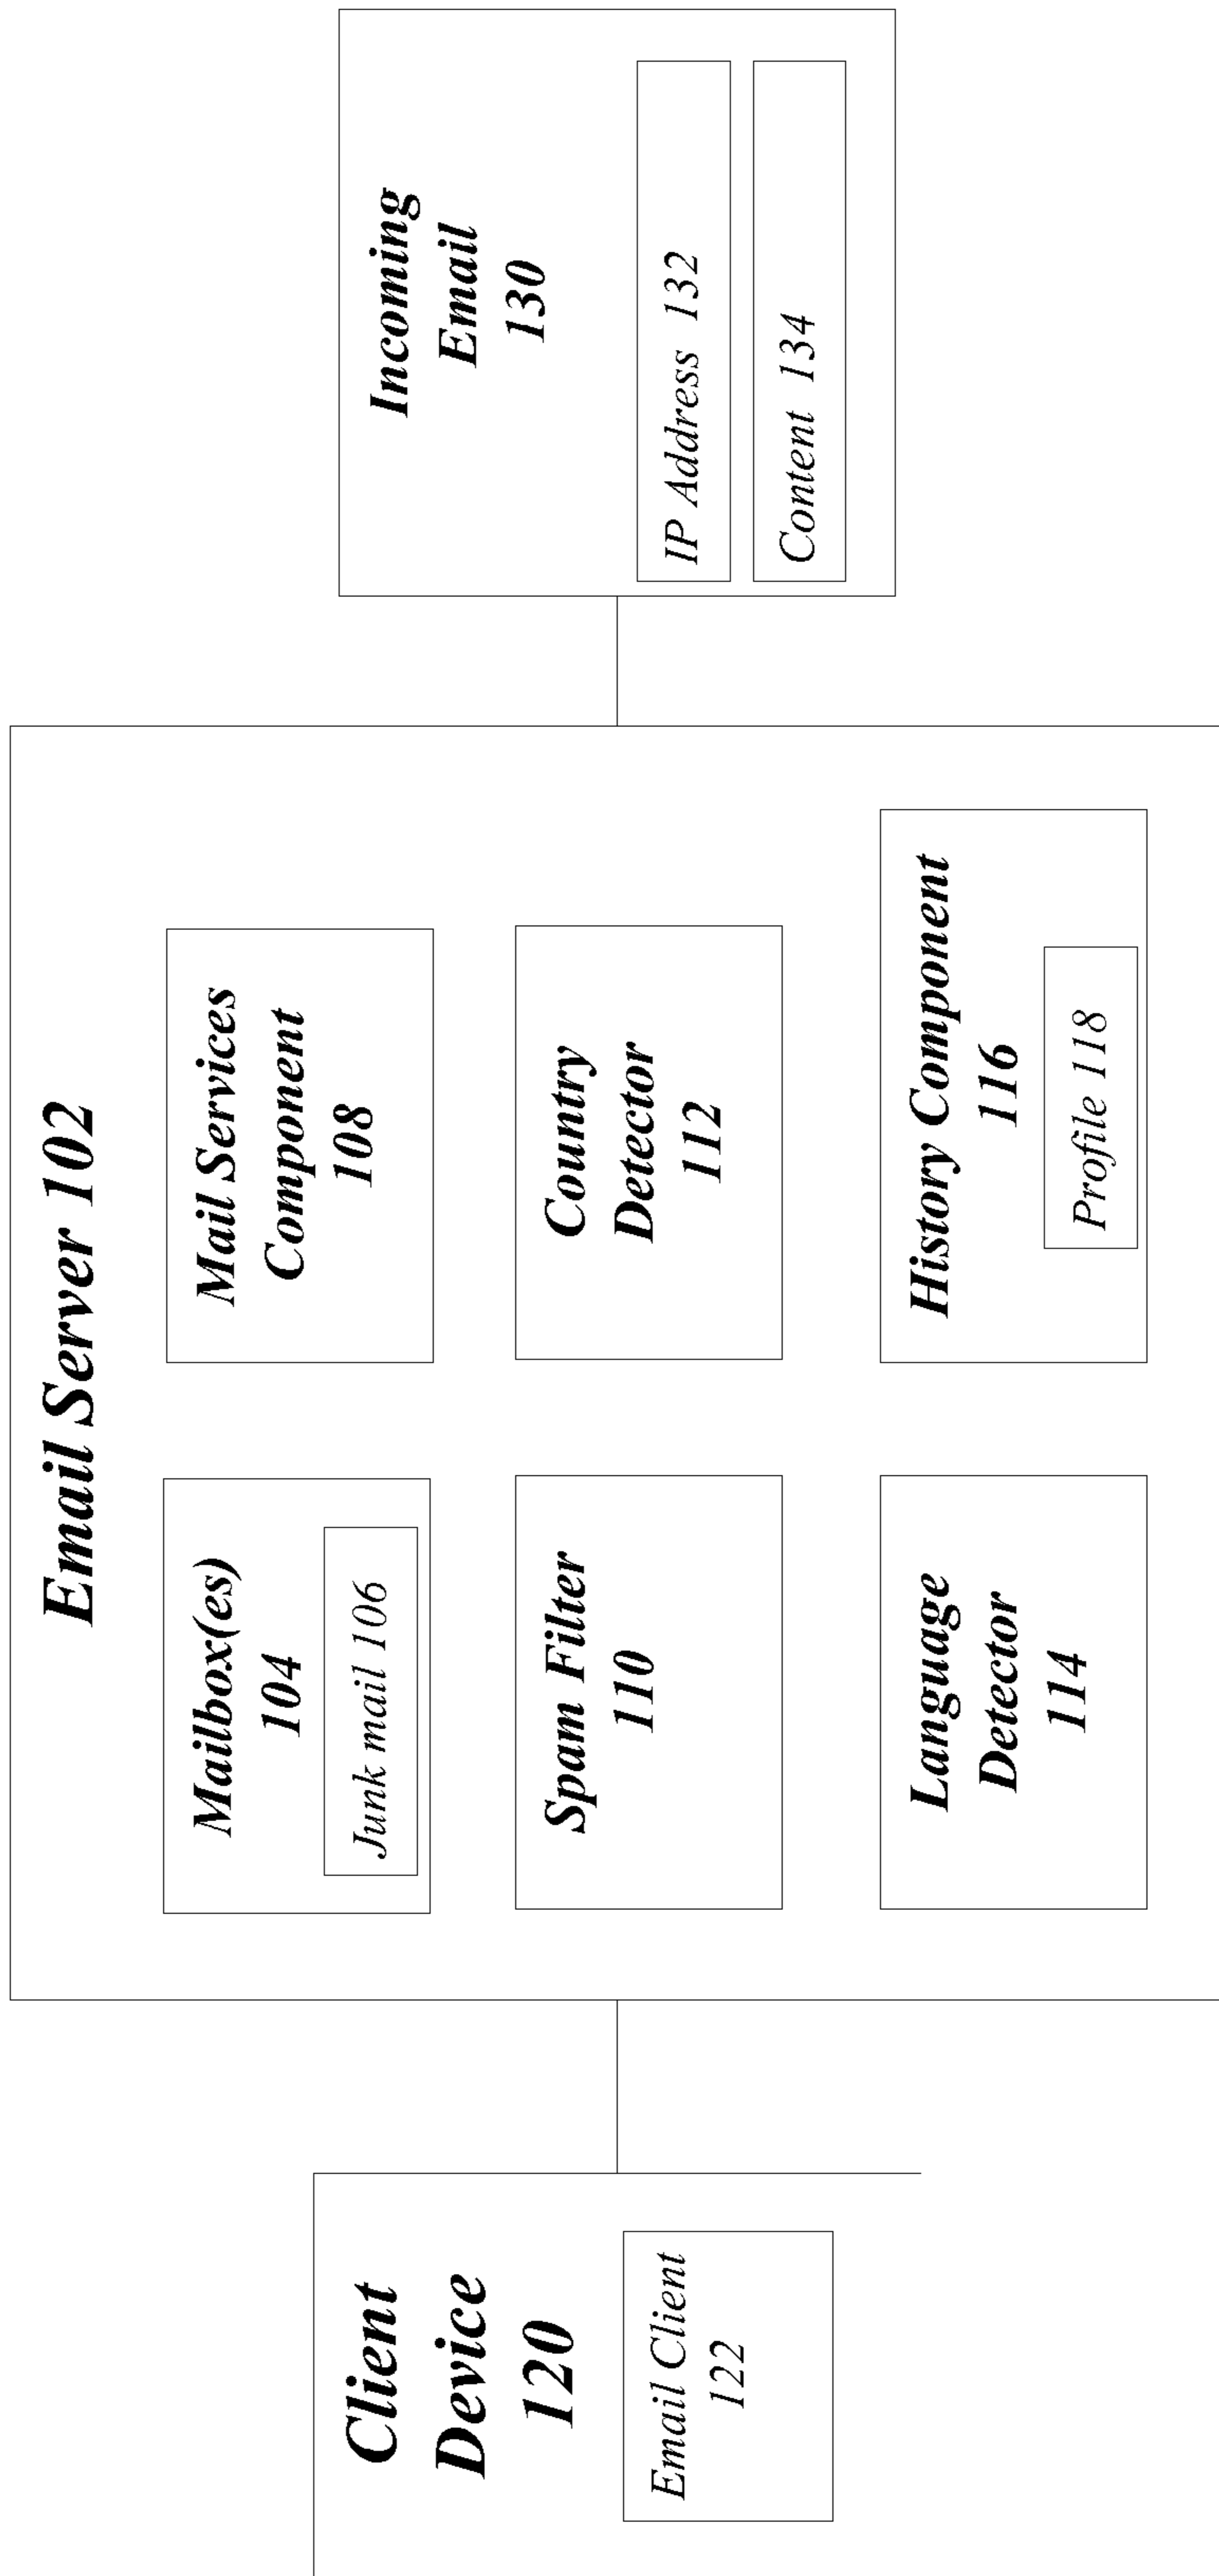 Email Server 102
Client
Device
120
Email Client
122
Mailbox(es)
104
Junk mail 106
Mail Services
Component
108
Spam Filter
110
Country
Detector
112
Language
Detector
114
History Component
116
Profile 118
Incoming
Email
130
IP Address 132
Content 134